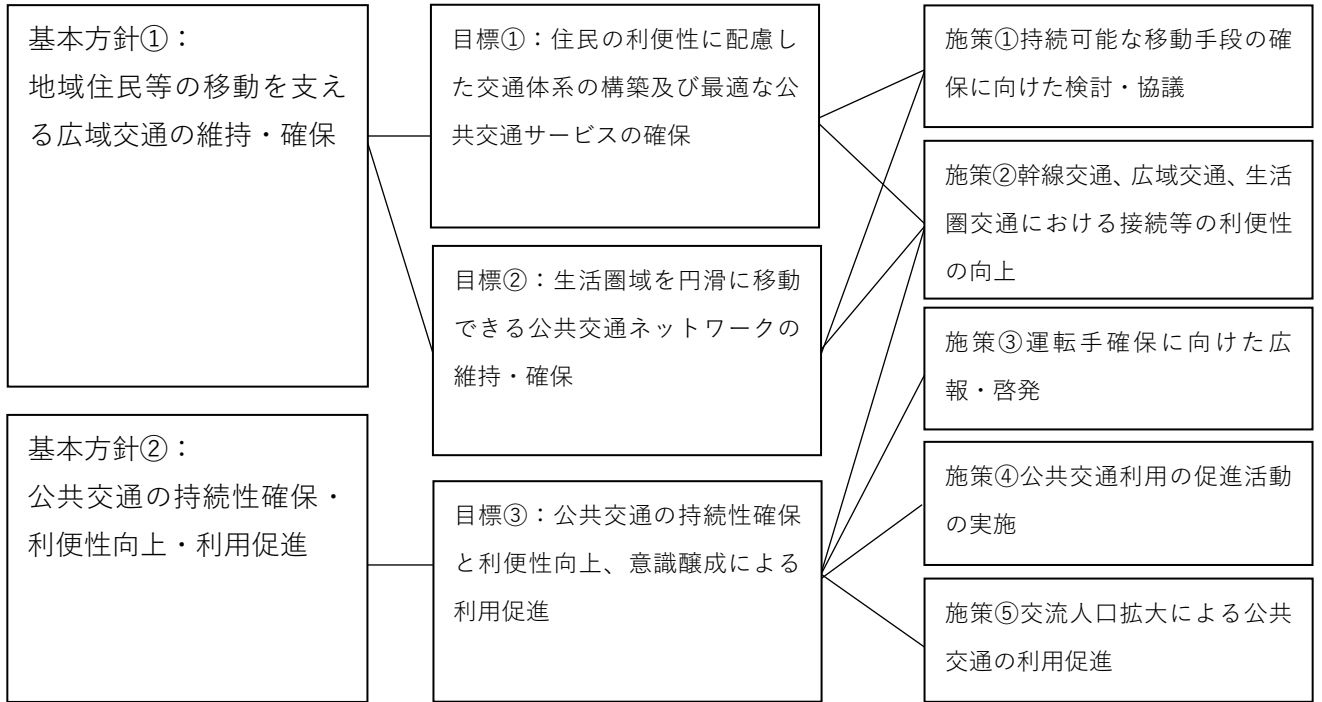 基本方針①：
地域住民等の移動を支え
る広域交通の維持・確保
基本方針②：
公共交通の持続性確保・
利便性向上・利用促進
目標①：住民の利便性に配慮し
た交通体系の構築及び最適な公
共交通サービスの確保
目標②：生活圏域を円滑に移動
できる公共交通ネットワークの
維持・確保
目標③：公共交通の持続性確保
と利便性向上、意識醸成による
利用促進
施策①持続可能な移動手段の確
保に向けた検討・協議
施策②幹線交通、広域交通、生活
圏交通における接続等の利便性
の向上
施策③運転手確保に向けた広
報・啓発
施策④公共交通利用の促進活動
の実施
施策⑤交流人口拡大による公共
交通の利用促進